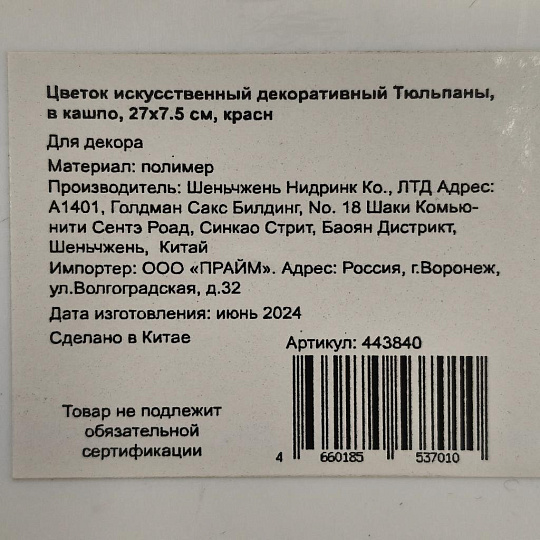 Цветок искусственный декоративный Тюльпаны,
в кашпо, 27х7.5 см, красн
Для декора
Материал: полимер
Производитель: Шеньчжень Нидринк Ко., ЛТД Адрес:
А1401, Голдман Сакс Билдинг, No. 18 Шаки Комью-
нити Сентэ Роад, Синкао Стрит, Баоян Дистрикт,
Шеньчжень, Китай
Импортер: ООО «ПРАЙМ». Адрес: Россия, г.Воронеж,
ул.Волгоградская, д.32
Дата изготовления: июнь 2024
Сделано в Китае
Артикул: 443840
Товар не подлежит
обязательной
сертификации
4 660185 537010